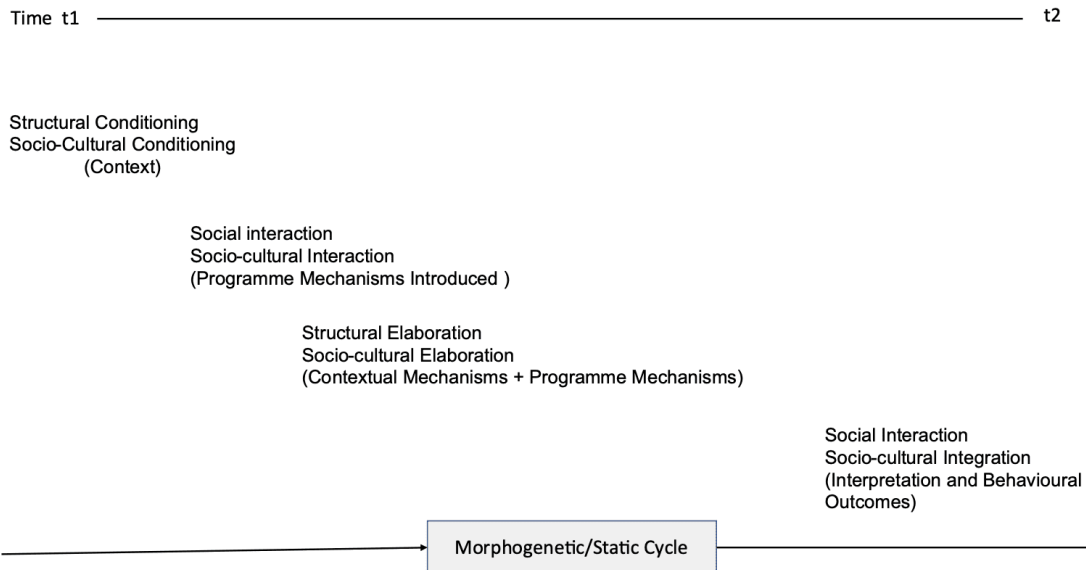 Time t1
t2
Structural Conditioning
Socio-Cultural Conditioning
(Context)
Social interaction
Socio-cultural Interaction
(Programme Mechanisms Introduced )
Structural Elaboration
Socio-cultural Elaboration
(Contextual Mechanisms + Programme Mechanisms)
Social Interaction
Socio-cultural Integration
(Interpretation and Behavioural
Outcomes)
Morphogenetic/Static Cycle